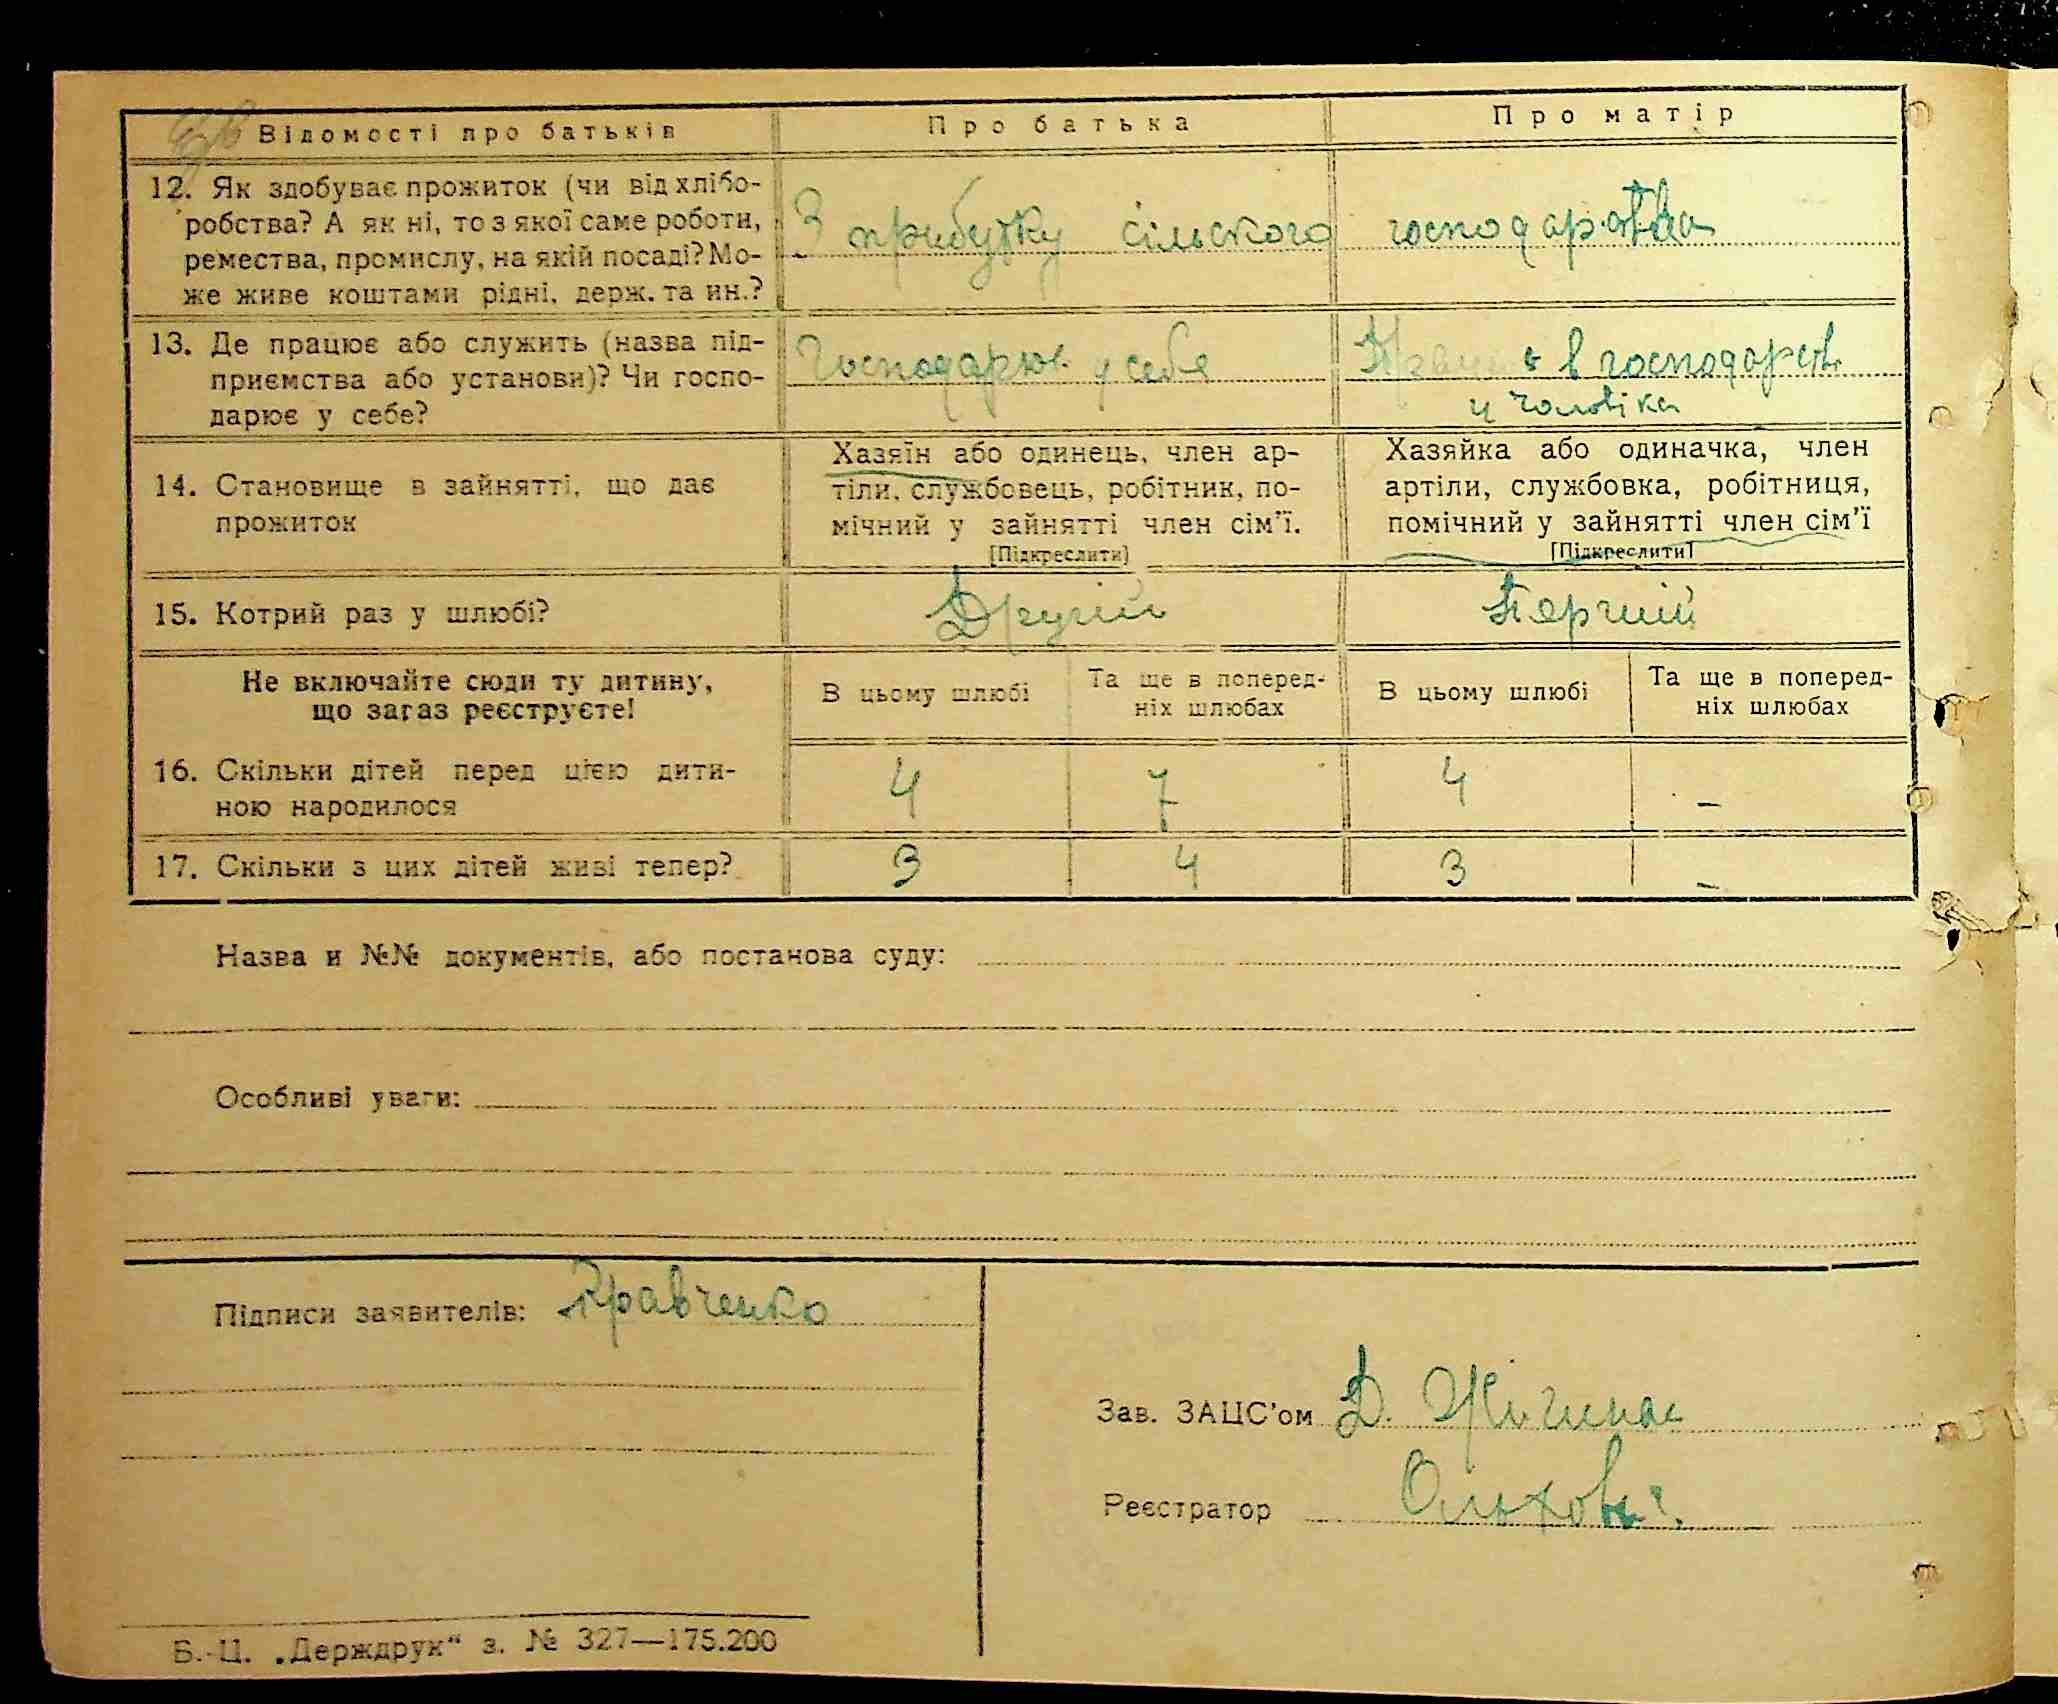 Відомості про батьків
Про батька
Про матір
12. Як здобуває прожиток (чи від хлібо-
робства? А як ні, то з якої саме роботи,
ремества, промислу, на якій посаді? Мо-
же живе коштами рідні, держ. та ин.?
З прибутку сільського господарства
13. Де працює або служить (назва під-
приємства або установи)? Чи госпо-
дарює у себе?
Господарює у себе
Працює в господарстві
у чоловіка
14. Становище в зайнятті, що дає
прожиток
Хазяїн або одинець, член ар-
тіли, службовець, робітник, по-
мічний у зайнятті член сім'ї.
[Підкреслити]
Хазяйка або одиначка, член
артіли, службовка, робітниця,
помічний у зайнятті член сім'ї
[Підкреслити]
15. Котрий раз у шлюбі?
Другій
Першій
Не включайте сюди ту дитину,
що зараз реєструєте!
В цьому шлюбі
Та ще в поперед-
ніх шлюбах
В цьому шлюбі
Та ще в поперед-
ніх шлюбах
16. Скільки дітей перед цією дити-
ною народилося
4 7 4 –
17. Скільки з цих дітей живі тепер?
3 4 3 –
Назва и №№ документів, або постанова суду:
Особливі уваги:
Підписи заявителів: Кравченко
Зав. ЗАЦС'ом Д.
Реєстратор
Б.-Ц. „Держдрук“ з. № 327—175.200